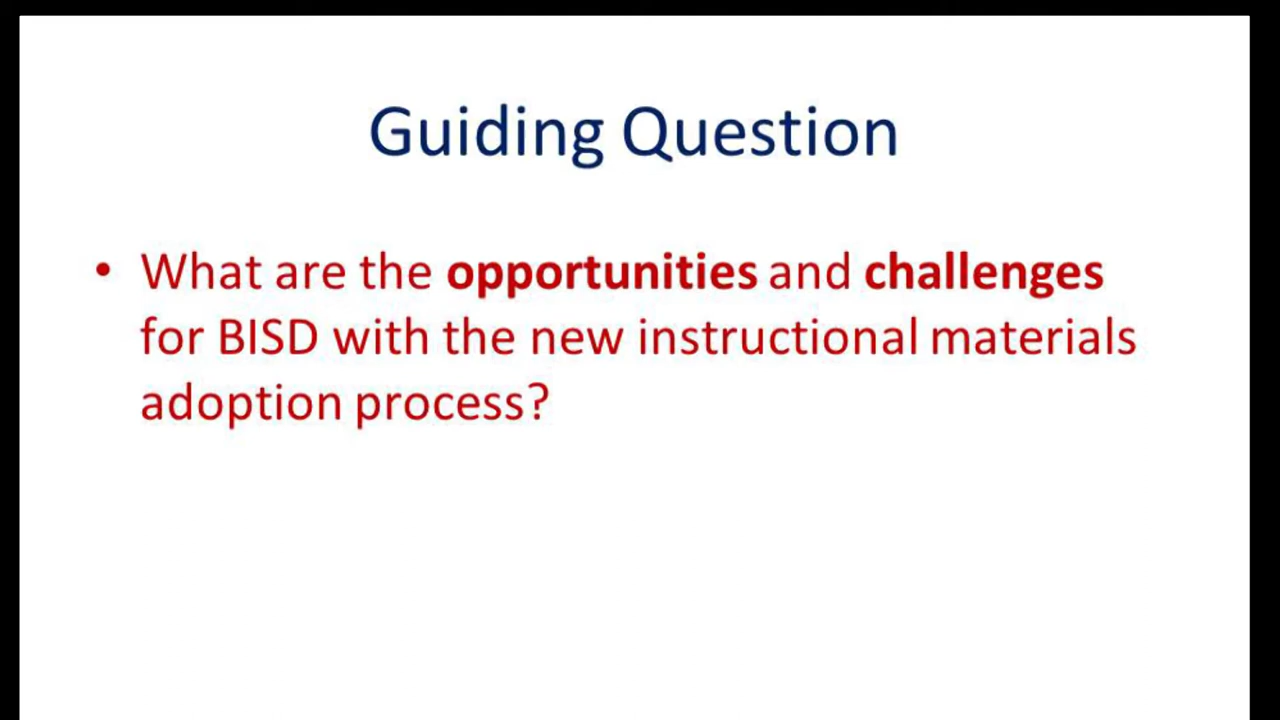 Guiding Question
• What are the opportunities and challenges
for BISD with the new instructional materials
adoption process?